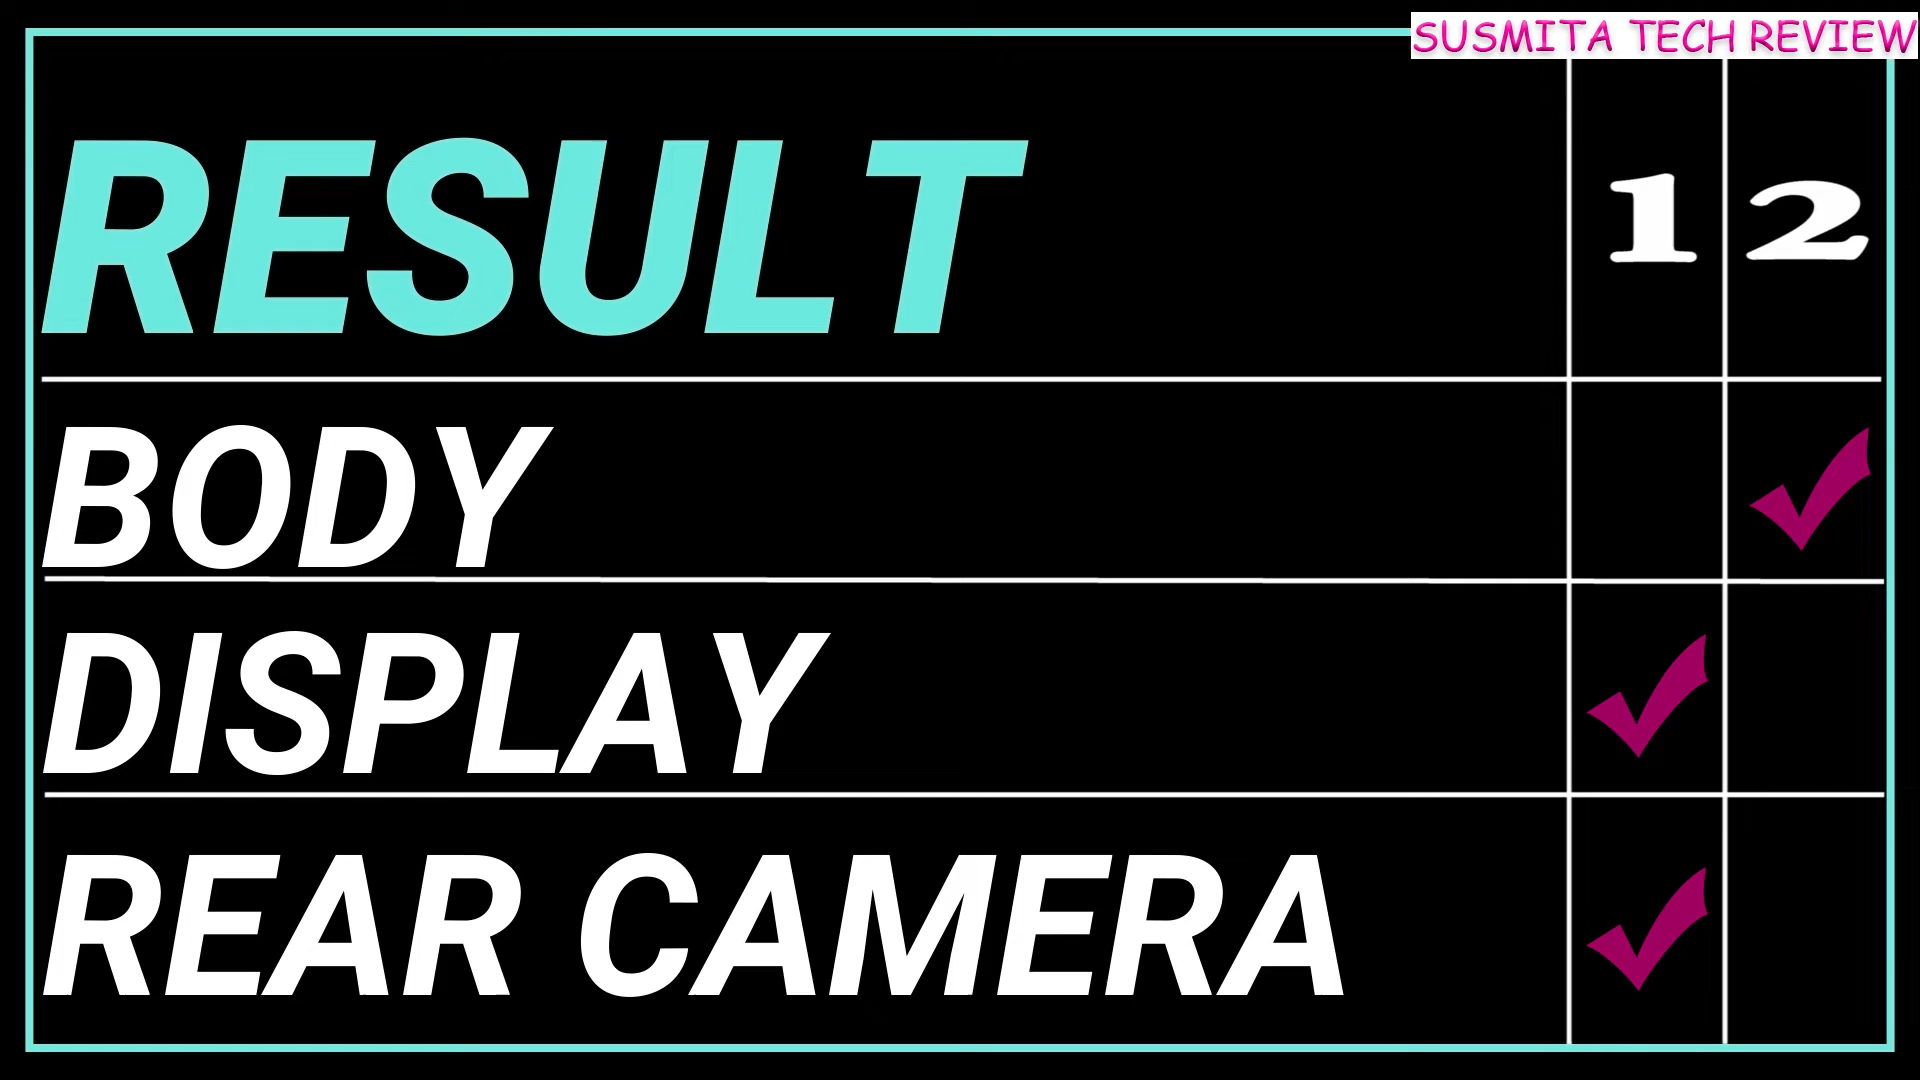 SUSMITA TECH REVIEW
RESULT 1 2
BODY ✓
DISPLAY ✓
REAR CAMERA ✓